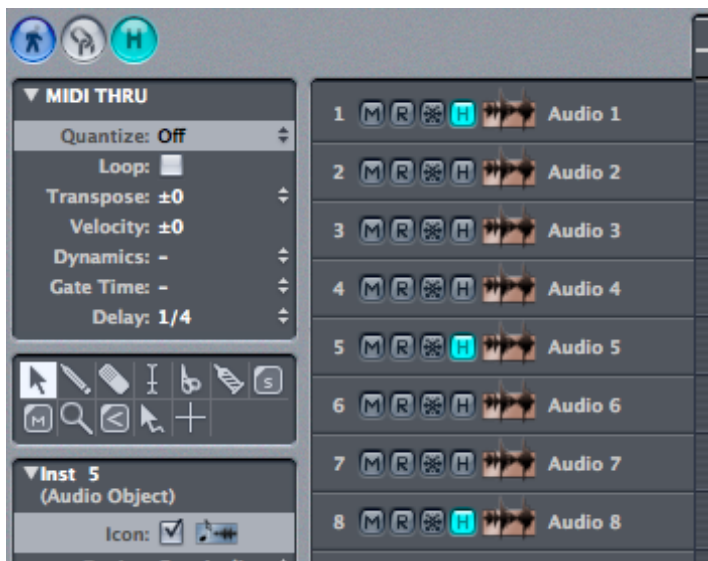 H
MIDI THRU
Quantize: Off
Loop:
Transpose: ±0
Velocity: ±0
Dynamics: -
Gate Time: -
Delay: 1/4
S
M
Inst 5
(Audio Object)
Icon:
1 M R H Audio 1
2 M R H Audio 2
3 M R H Audio 3
4 M R H Audio 4
5 M R H Audio 5
6 M R H Audio 6
7 M R H Audio 7
8 M R H Audio 8